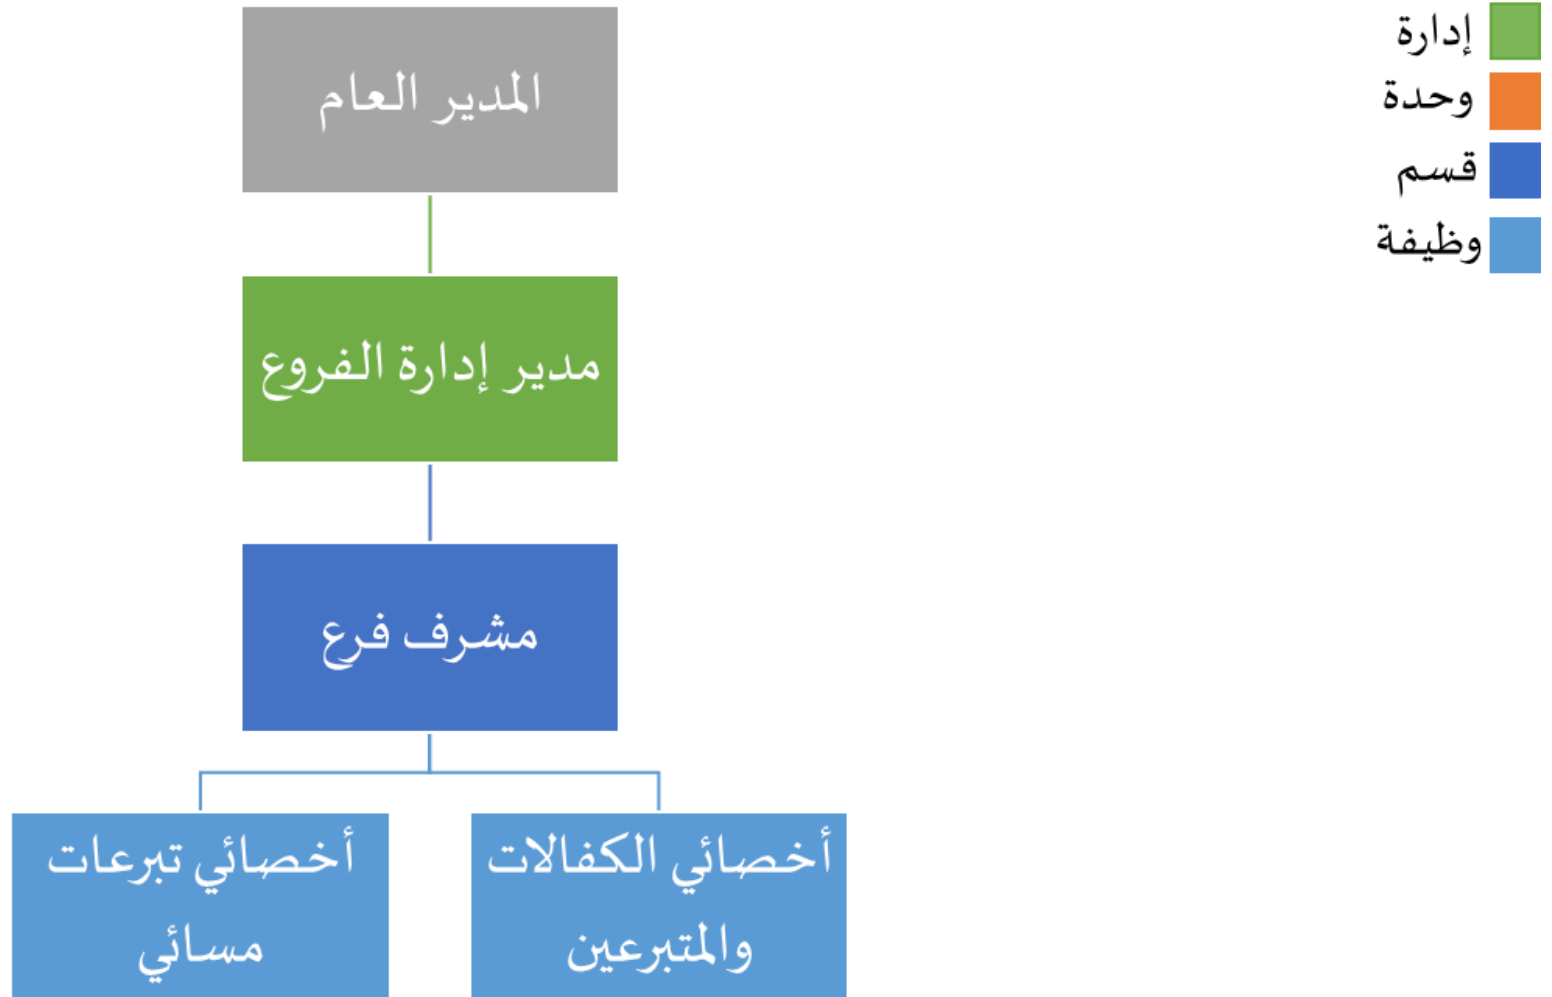 إدارة
وحدة
قسم
وظيفة
المدير العام
مدير إدارة الفروع
مشرف فرع
أخصائي الكفالات
والمتبرعين
أخصائي تبرعات
مسائي